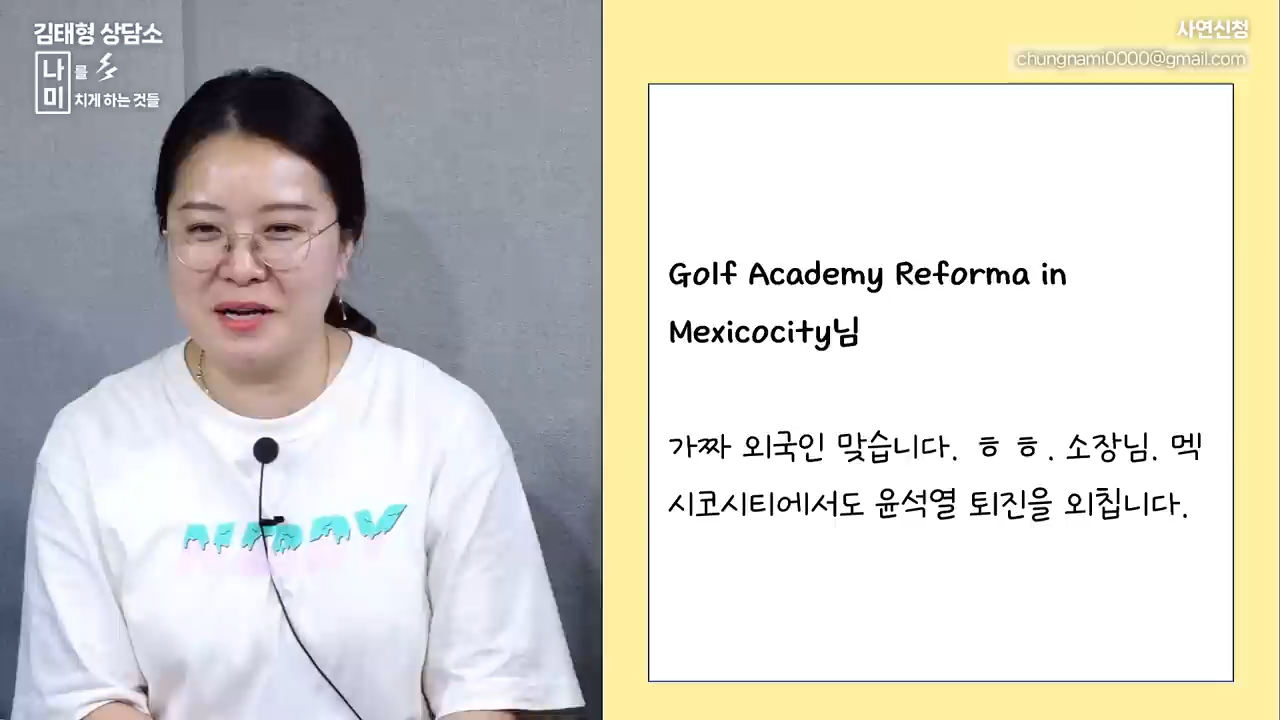 김태형 상담소
나를
미치게 하는 것들
사연신청
chungnami0000@gmail.com
Golf Academy Reforma in
Mexicocity님
가짜 외국인 맞습니다. ㅎ ㅎ. 소장님. 멕
시코시티에서도 윤석열 퇴진을 외칩니다.